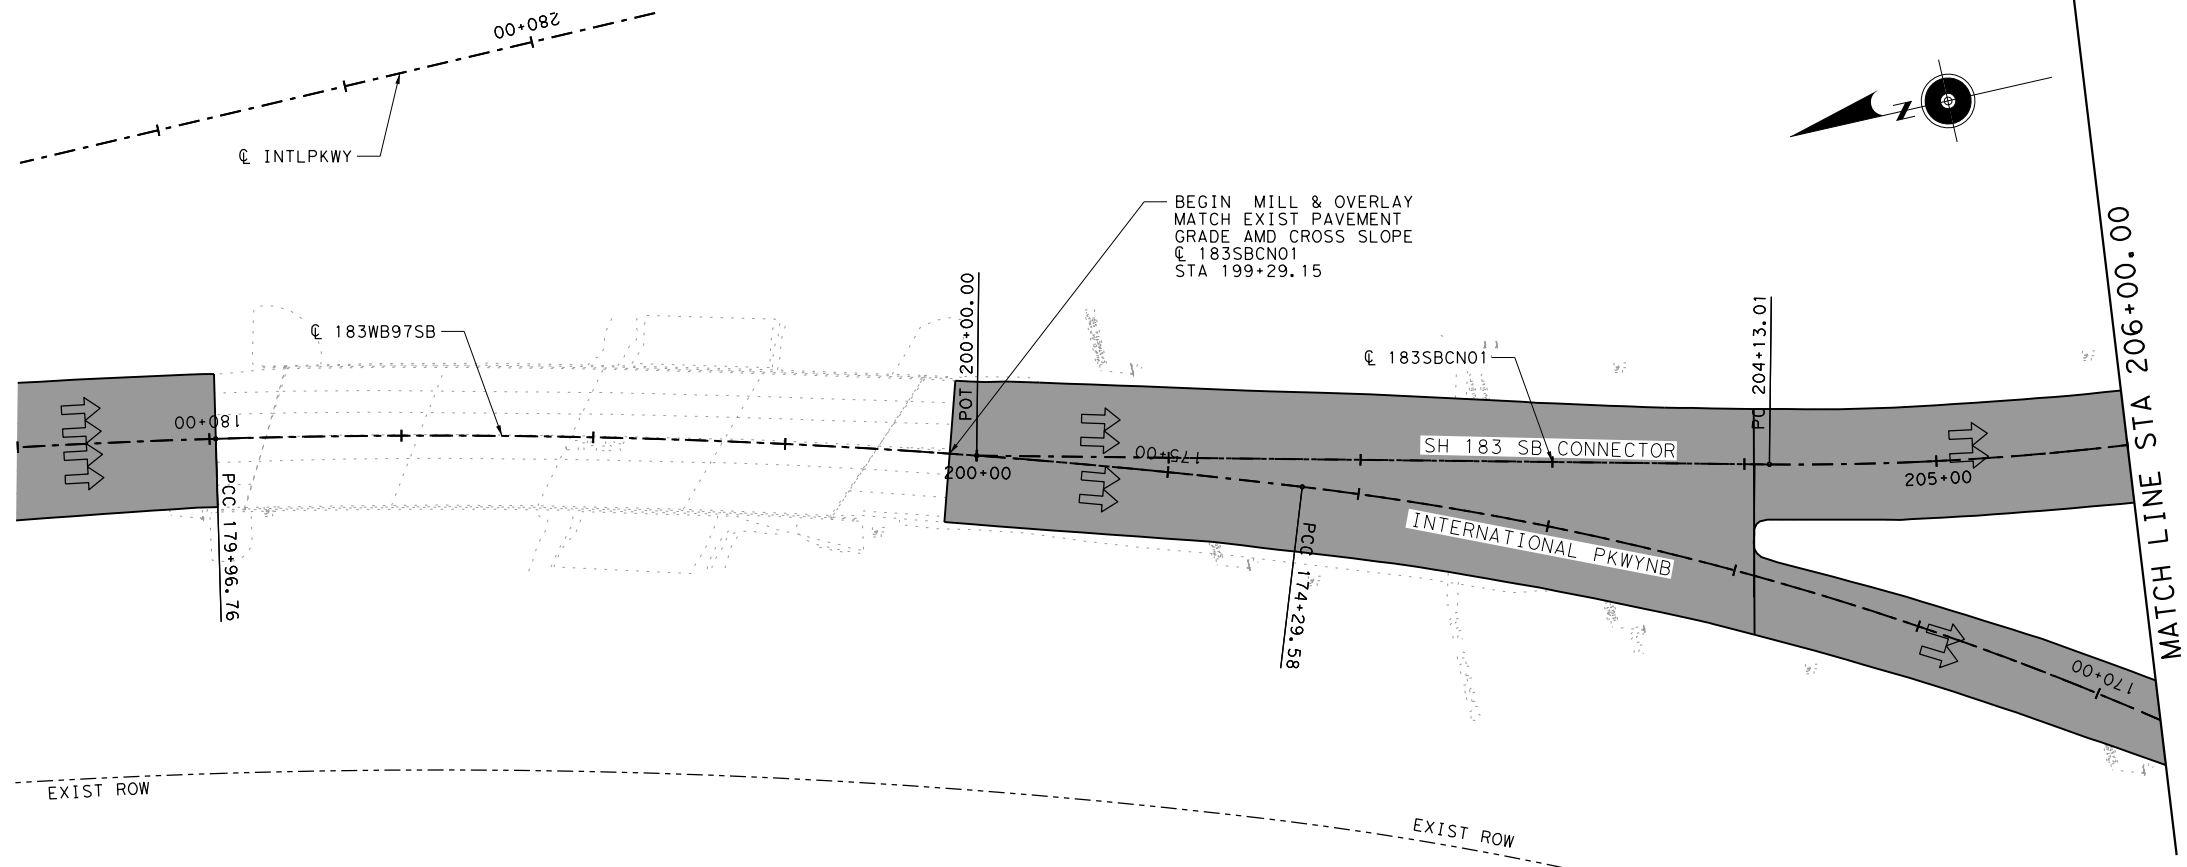 280+00
℄ INTLPKWY
N
BEGIN MILL & OVERLAY
MATCH EXIST PAVEMENT
GRADE AMD CROSS SLOPE
℄ 183SBCN01
STA 199+29.15
POT 200+00.00
PC 204+13.01
MATCH LINE STA 206+00.00
℄ 183WB97SB
℄ 183SBCN01
180+00
175+00
SH 183 SB CONNECTOR
200+00
205+00
PCC 179+96.76
INTERNATIONAL PKWYNB
PCC 174+29.58
170+00
EXIST ROW
EXIST ROW